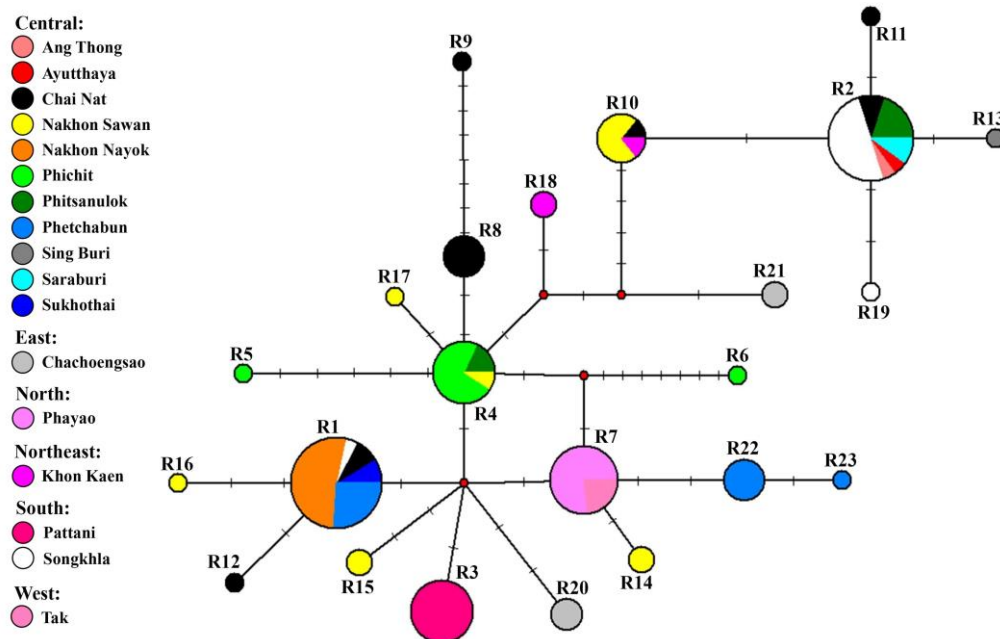 Central:
Ang Thong
Ayutthaya
Chai Nat
Nakhon Sawan
Nakhon Nayok
Phichit
Phitsanulok
Phetchabun
Sing Buri
Saraburi
Sukhothai
East:
Chachoengsao
North:
Phayao
Northeast:
Khon Kaen
South:
Pattani
Songkhla
West:
Tak
R9
R11
R2
R10
R13
R18
R8
R17
R21
R19
R5
R6
R4
R1
R7
R16
R22
R23
R12
R15
R3
R20
R14